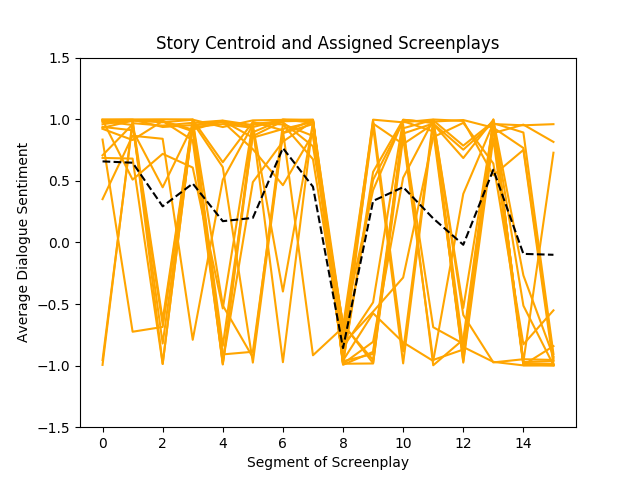 Story Centroid and Assigned Screenplays
1.5
1.0
0.5
0.0
−0.5
−1.0
−1.5
Average Dialogue Sentiment
0 2 4 6 8 10 12 14
Segment of Screenplay